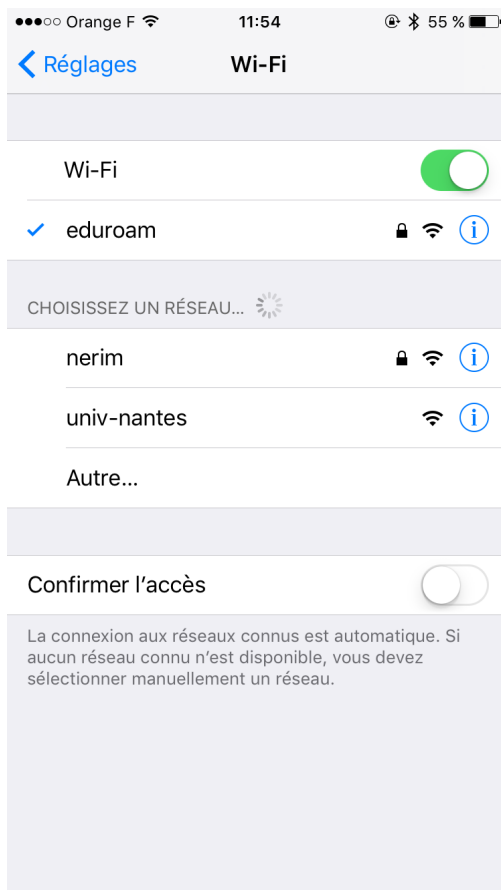 Orange F 11:54 55 %
Réglages Wi-Fi
Wi-Fi
eduroam
CHOISISSEZ UN RÉSEAU...
nerim
univ-nantes
Autre...
Confirmer l’accès
La connexion aux réseaux connus est automatique. Si
aucun réseau connu n’est disponible, vous devez
sélectionner manuellement un réseau.